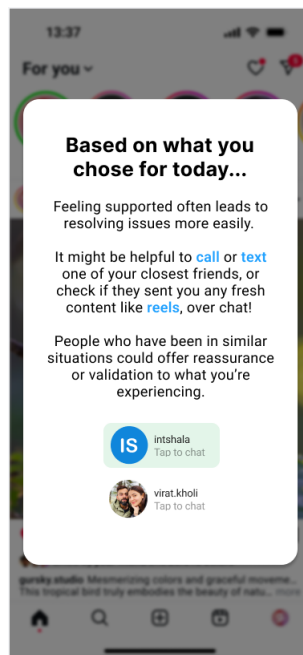 13:37
For you
Based on what you
chose for today...
Feeling supported often leads to
resolving issues more easily.
It might be helpful to call or text
one of your closest friends, or
check if they sent you any fresh
content like reels, over chat!
People who have been in similar
situations could offer reassurance
or validation to what you're
experiencing.
IS
intshala
Tap to chat
virat.kholi
Tap to chat
gursky.studio Mesmerizing colors and graceful moveme...
This tropical bird truly embodies the beauty of natu... more